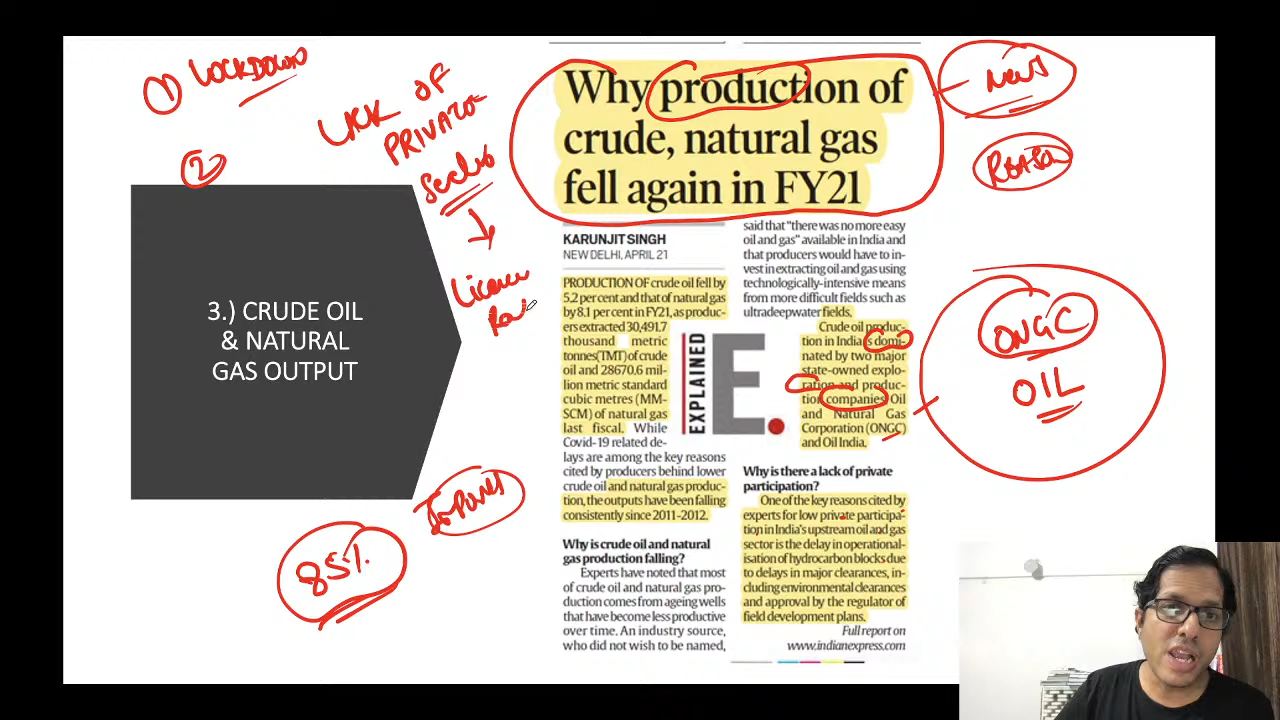 ① LOCKDOWN
②
LACK OF
PRIVATE
Sector
Licence
3.) CRUDE OIL
& NATURAL
GAS OUTPUT
85%
IMPORTS
Why production of
crude, natural gas
fell again in FY21
KARUNJIT SINGH
NEW DELHI, APRIL 21
PRODUCTION OF crude oil fell by
5.2 per cent and that of natural gas
by 8.1 per cent in FY21, as produc-
ers extracted 30,491.7
thousand metric
tonnes(TMT) of crude
oil and 28670.6 mil-
lion metric standard
cubic metres (MM-
SCM) of natural gas
last fiscal. While
Covid-19 related de-
lays are among the key reasons
cited by producers behind lower
crude oil and natural gas produc-
tion, the outputs have been falling
consistently since 2011-2012.
Why is crude oil and natural
gas production falling?
Experts have noted that most
of crude oil and natural gas pro-
duction comes from ageing wells
that have become less productive
over time. An industry source,
who did not wish to be named,
EXPLAINED
E.
said that "there was no more easy
oil and gas" available in India and
that producers would have to in-
vest in extracting oil and gas using
technologically-intensive means
from more difficult fields such as
ultradeepwater fields.
Crude oil produc-
tion in India is domi-
nated by two major
state-owned explo-
ration and produc-
tion companies Oil
and Natural Gas
Corporation (ONGC)
and Oil India.
Why is there a lack of private
participation?
One of the key reasons cited by
experts for low private participa-
tion in India's upstream oil and gas
sector is the delay in operational-
isation of hydrocarbon blocks due
to delays in major clearances, in-
cluding environmental clearances
and approval by the regulator of
field development plans.
Full report on
www.indianexpress.com
NEWS
REASON
ONGC
OIL